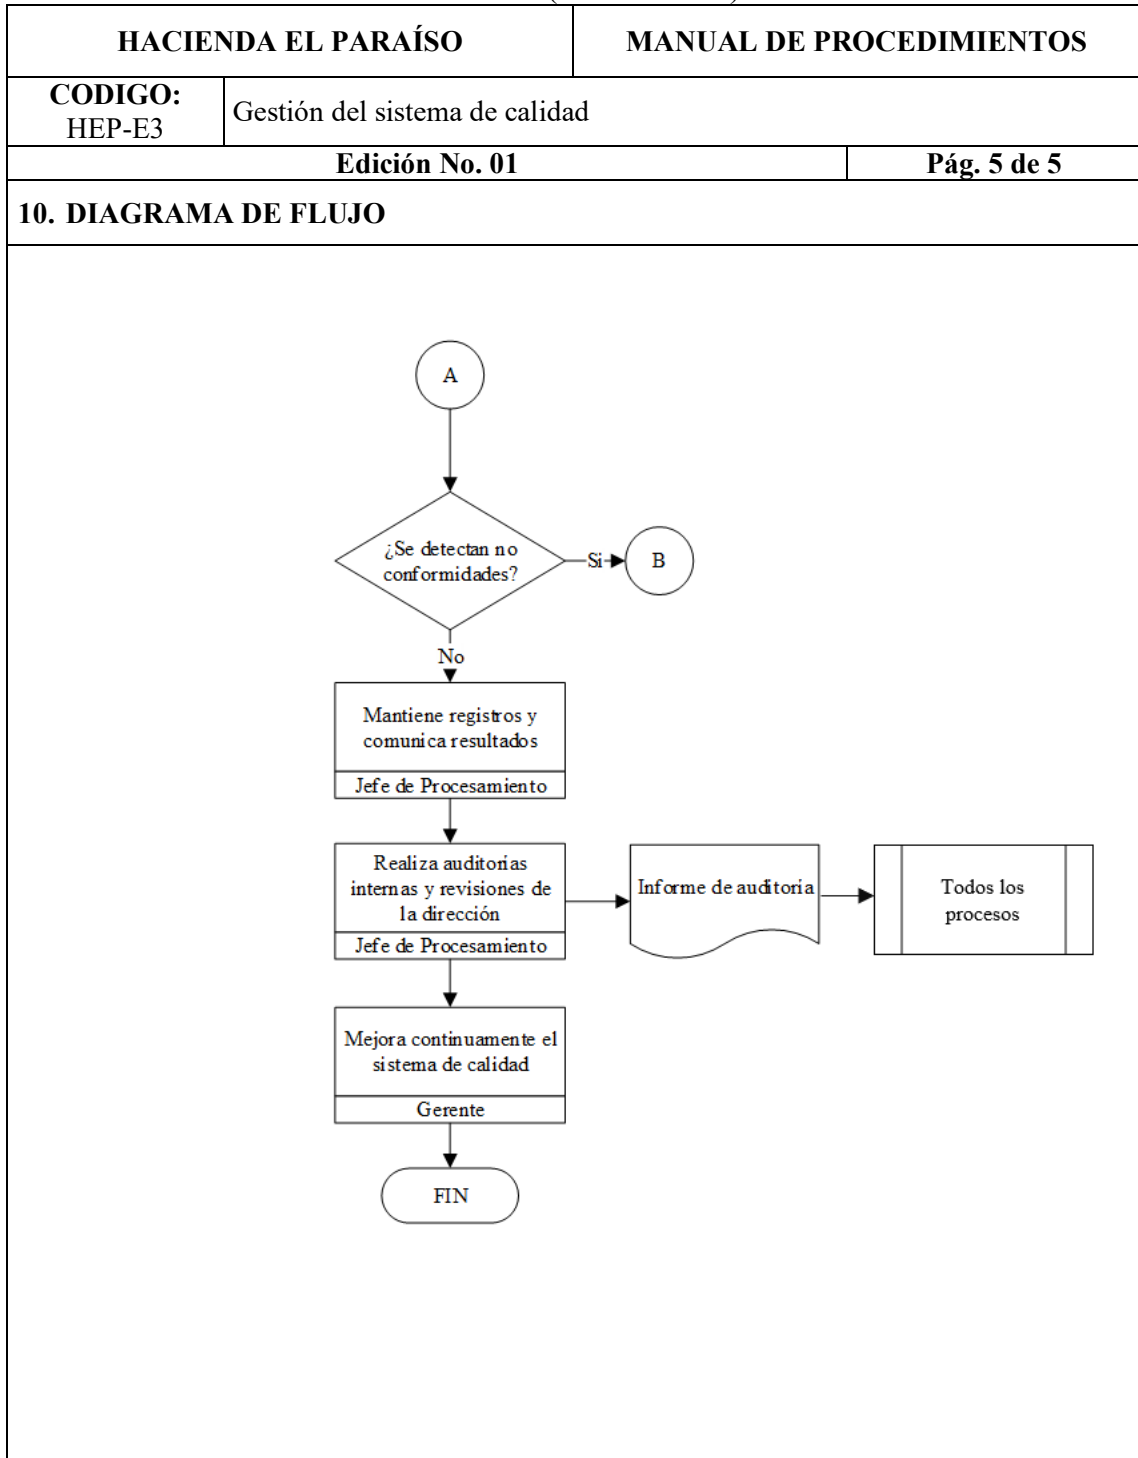 HACIENDA EL PARAÍSO
MANUAL DE PROCEDIMIENTOS
CODIGO:
HEP-E3
Gestión del sistema de calidad
Edición No. 01
Pág. 5 de 5
10. DIAGRAMA DE FLUJO
A
¿Se detectan no
conformidades?
Si
B
No
Mantiene registros y
comunica resultados
Jefe de Procesamiento
Realiza auditorías
internas y revisiones de
la dirección
Jefe de Procesamiento
Informe de auditoría
Todos los
procesos
Mejora continuamente el
sistema de calidad
Gerente
FIN